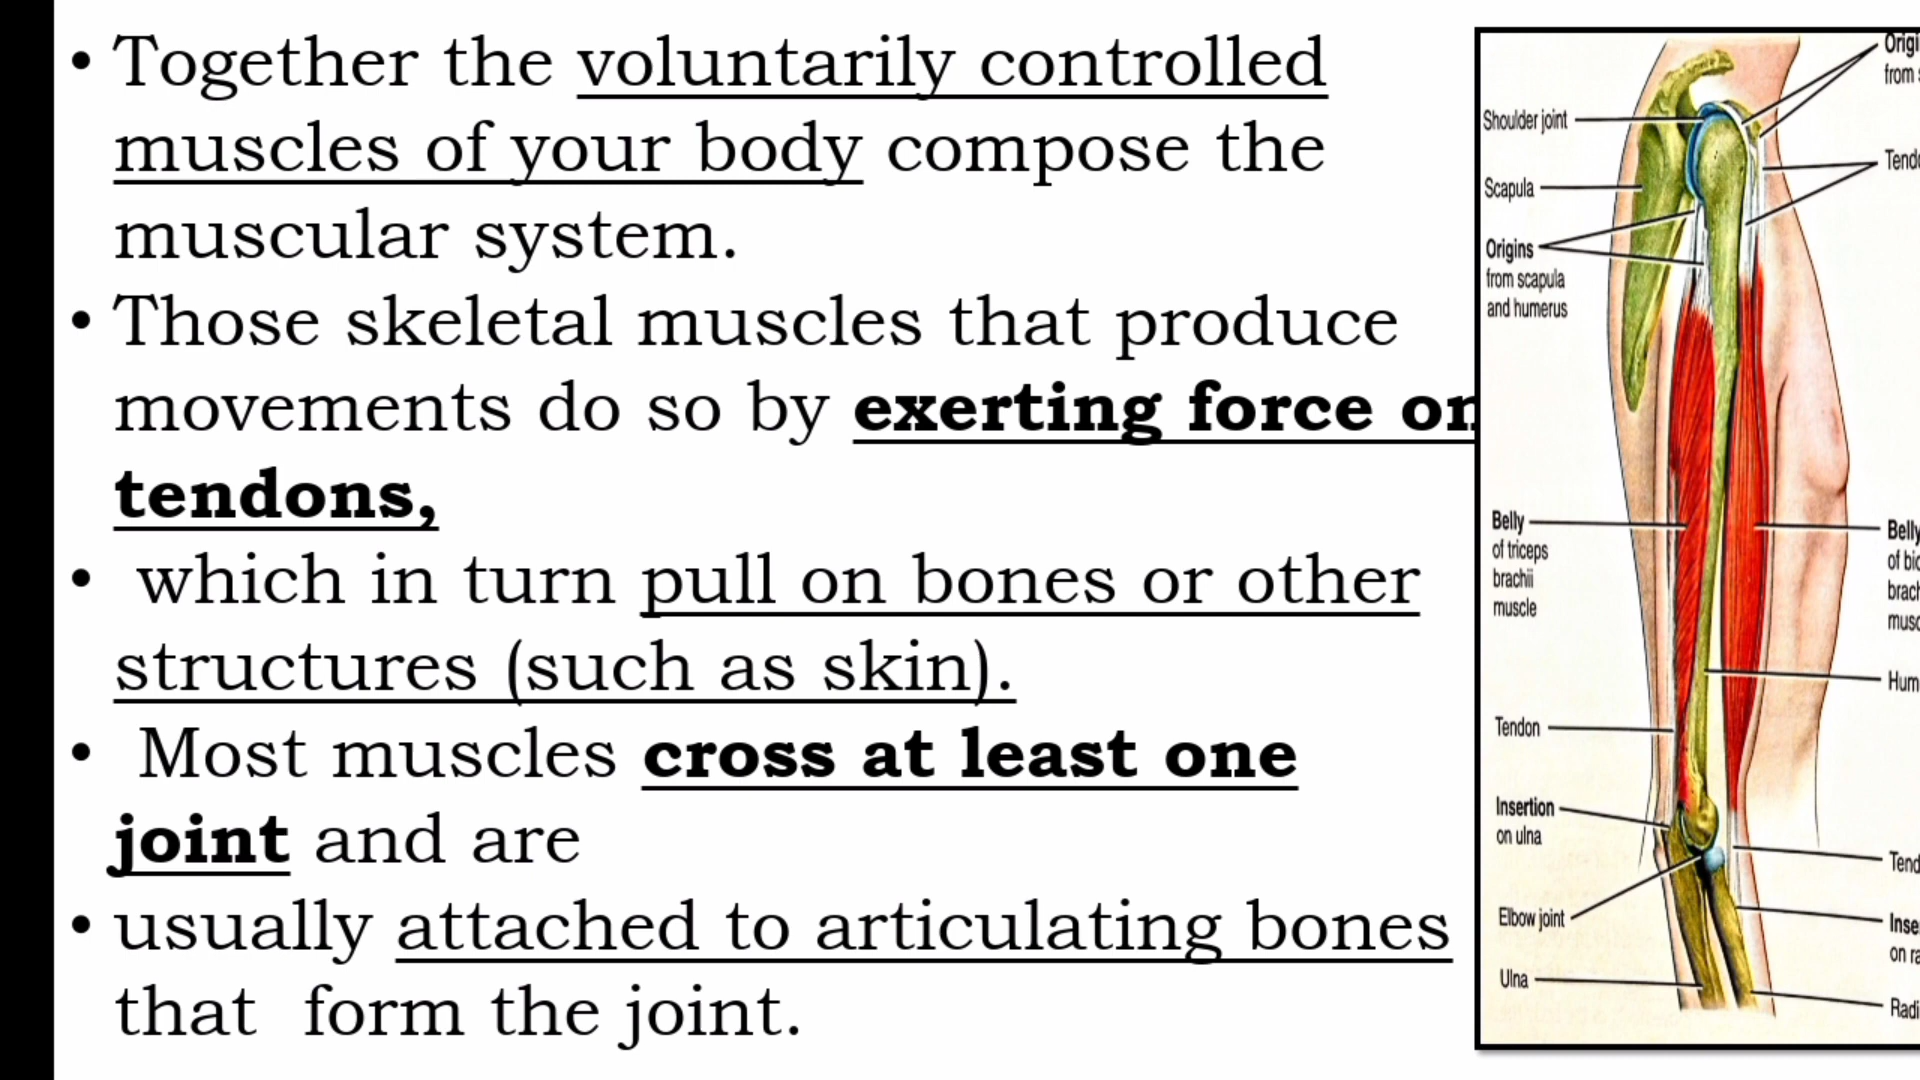 • Together the voluntarily controlled
muscles of your body compose the
muscular system.
• Those skeletal muscles that produce
movements do so by exerting force on
tendons,
• which in turn pull on bones or other
structures (such as skin).
• Most muscles cross at least one
joint and are
• usually attached to articulating bones
that form the joint.
Shoulder joint
Scapula
Origins
from scapula
and humerus
Belly
of triceps
brachii
muscle
Tendon
Insertion
on ulna
Elbow joint
Ulna
from
Belly
of